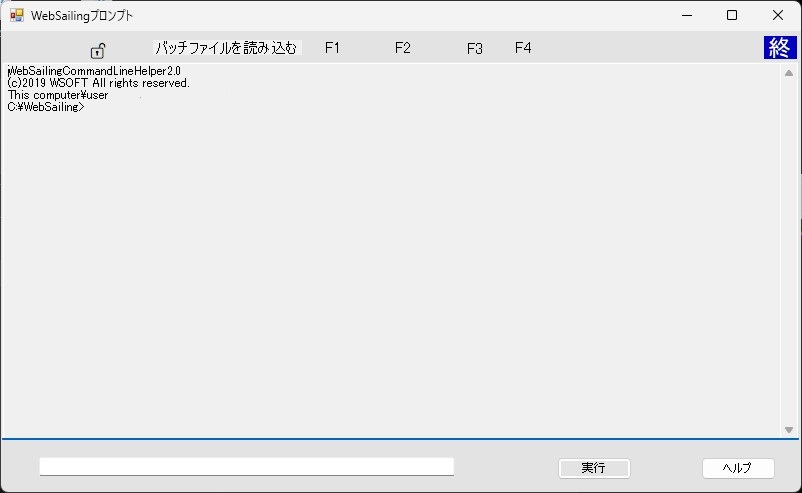 WebSailingプロンプト
バッチファイルを読み込む F1 F2 F3 F4 終
WebSailingCommandLineHelper2.0
(c)2019 WSOFT All rights reserved.
This computer¥user
C:¥WebSailing>
実行 ヘルプ